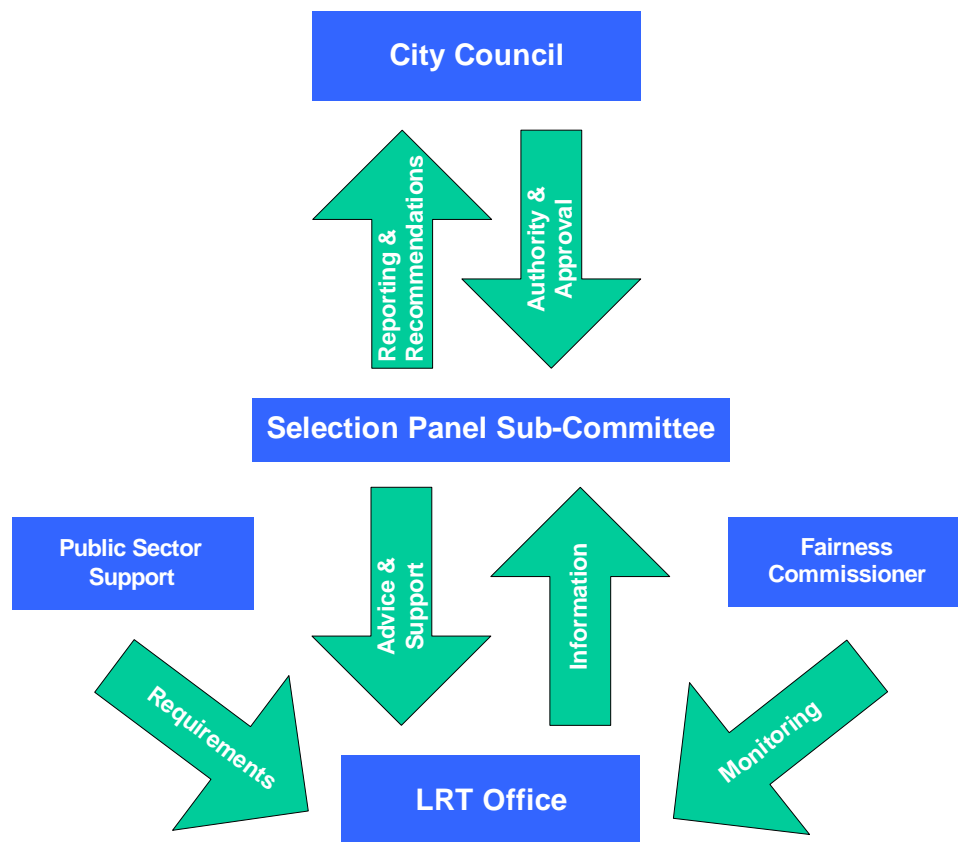 City Council
Reporting &
Recommendations
Authority &
Approval
Selection Panel Sub-Committee
Public Sector
Support
Fairness
Commissioner
Advice &
Support
Information
Requirements
Monitoring
LRT Office